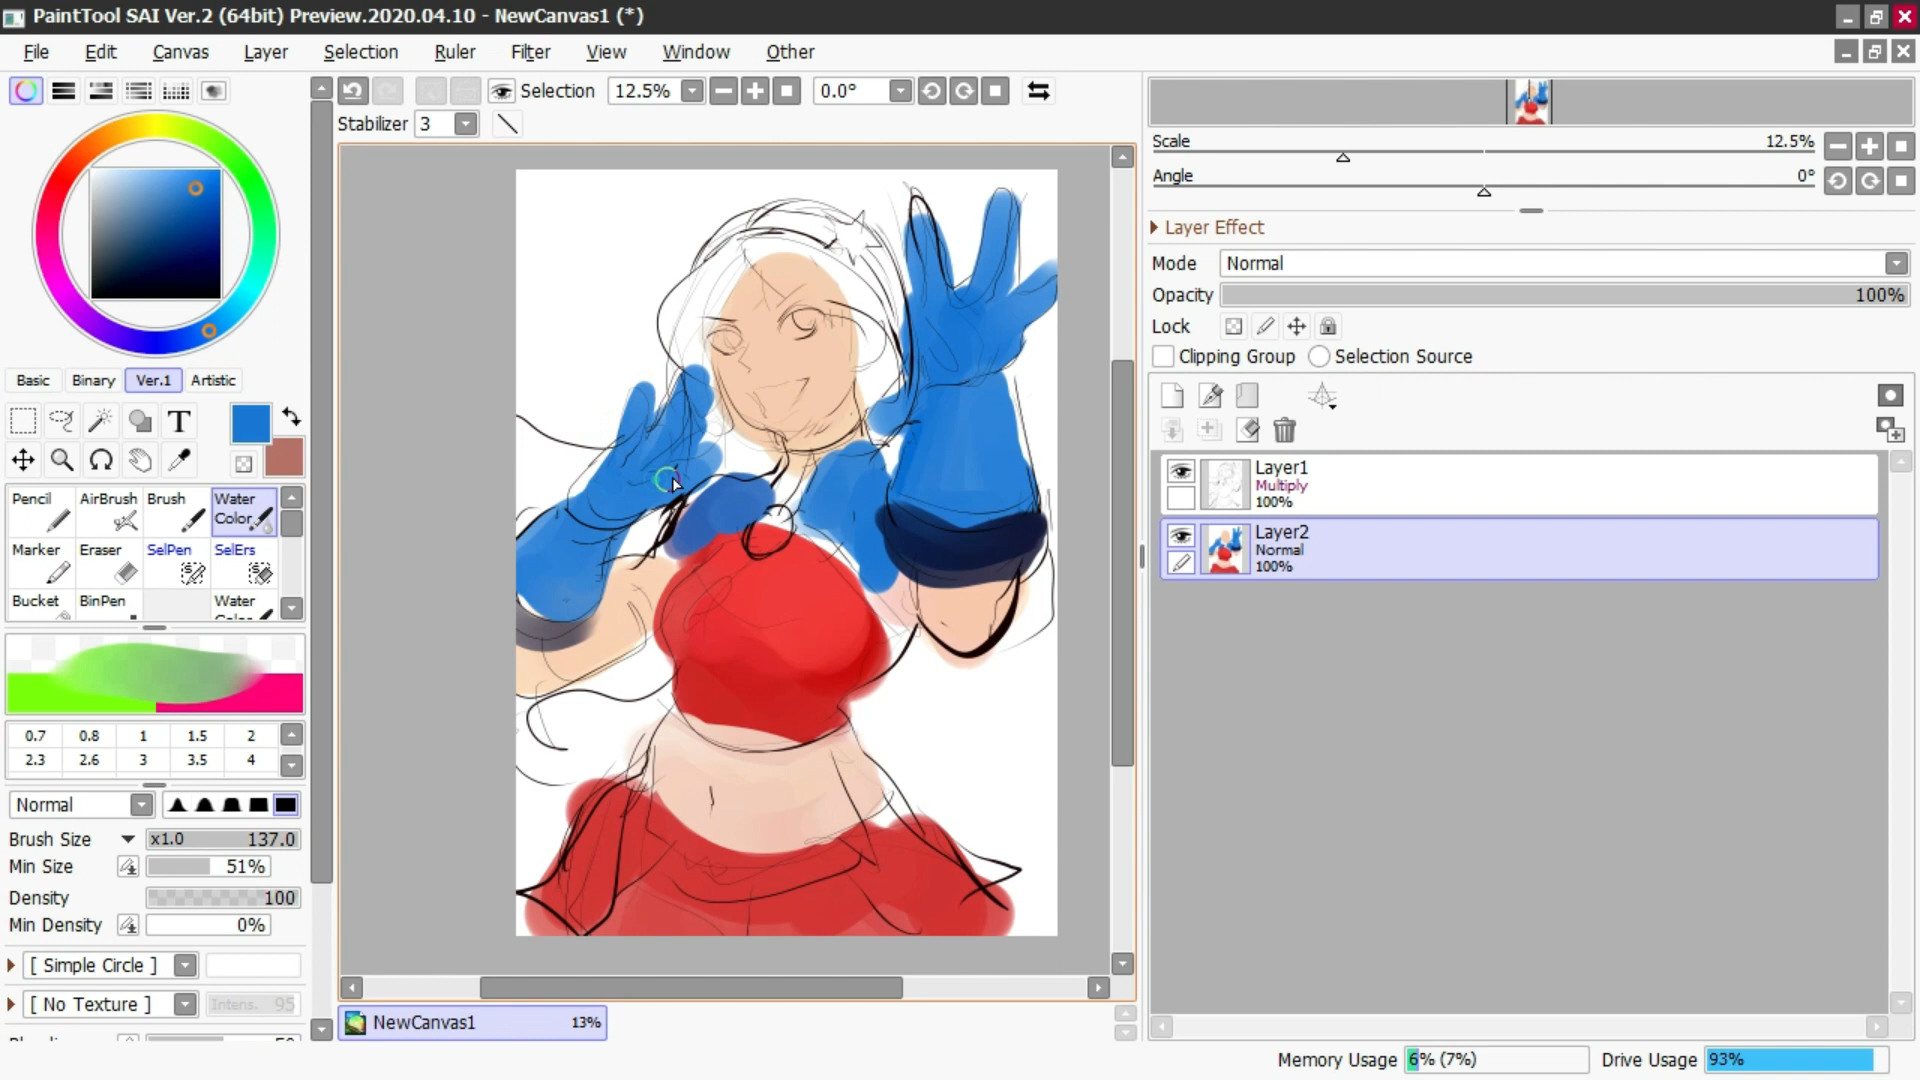 PaintTool SAI Ver.2 (64bit) Preview.2020.04.10 - NewCanvas1 (*)
File Edit Canvas Layer Selection Ruler Filter View Window Other
Selection 12.5% 0.0°
Stabilizer 3
Scale 12.5%
Angle 0°
Layer Effect
Mode Normal
Opacity 100%
Lock
Clipping Group Selection Source
Layer1
Multiply
100%
Layer2
Normal
100%
Basic Binary Ver.1 Artistic
T
Pencil AirBrush Brush Water Color
Marker Eraser SelPen SelErs
Bucket BinPen Water
0.7 0.8 1 1.5 2
2.3 2.6 3 3.5 4
Normal
Brush Size x1.0 137.0
Min Size 51%
Density 100
Min Density 0%
[ Simple Circle ]
[ No Texture ] Intens. 95
NewCanvas1 13%
Memory Usage 6% (7%) Drive Usage 93%